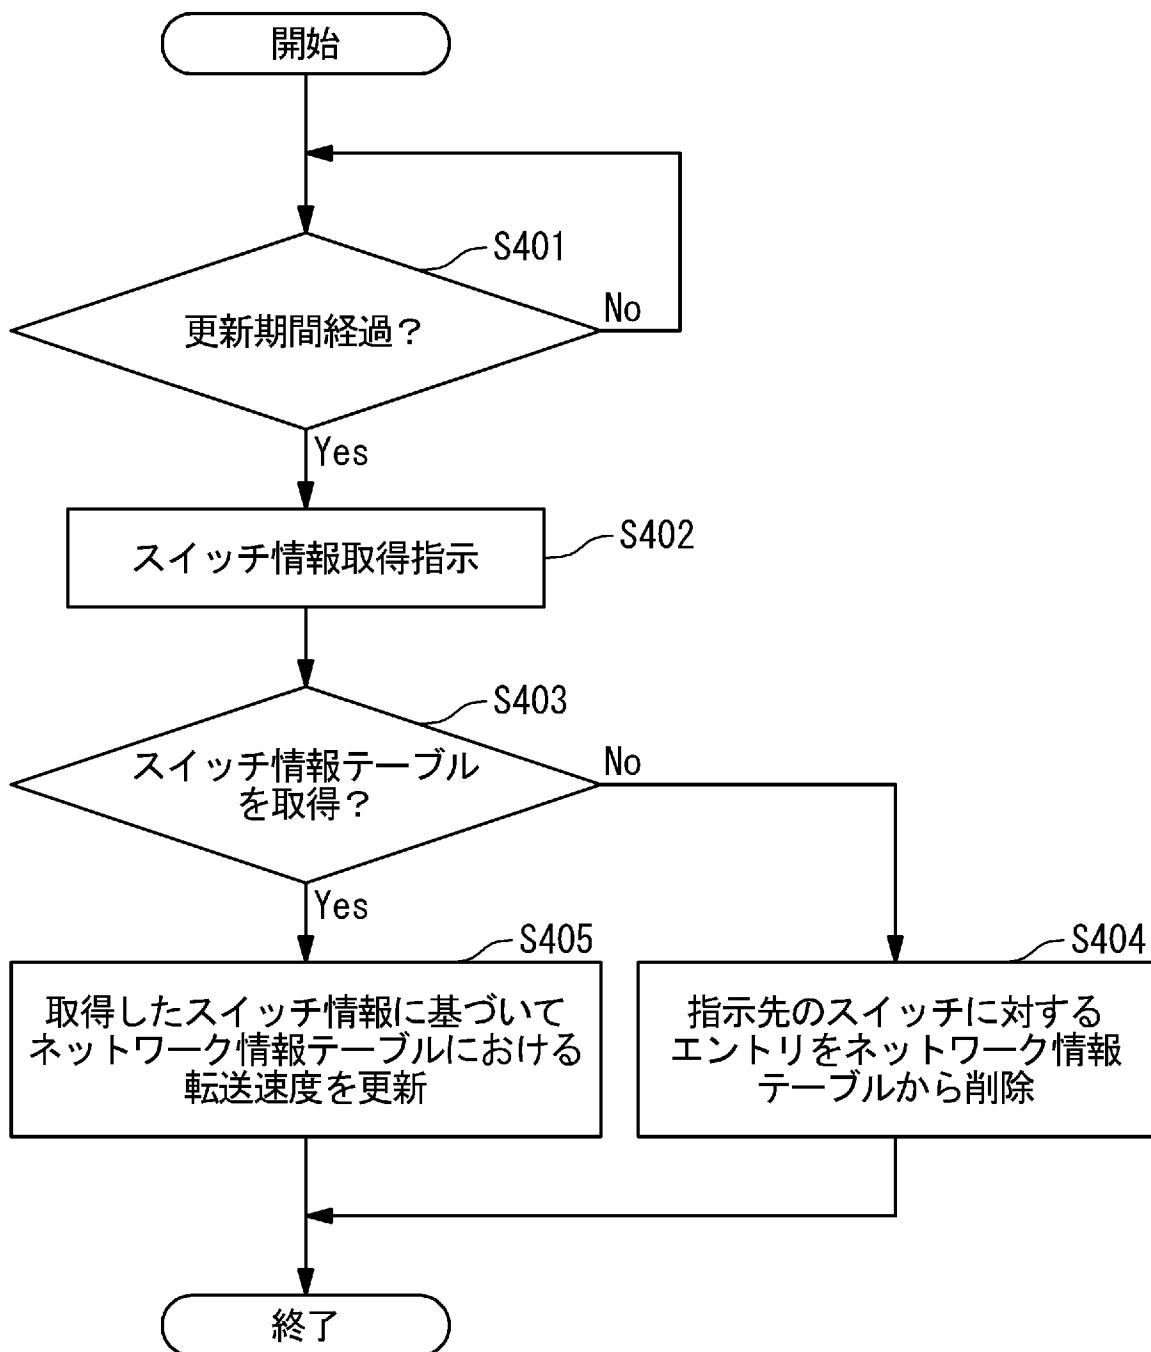 開始
S401
更新期間経過?
No
Yes
スイッチ情報取得指示
S402
S403
スイッチ情報テーブル
を取得?
No
Yes
S405
取得したスイッチ情報に基づいて
ネットワーク情報テーブルにおける
転送速度を更新
S404
指示先のスイッチに対する
エントリをネットワーク情報
テーブルから削除
終了